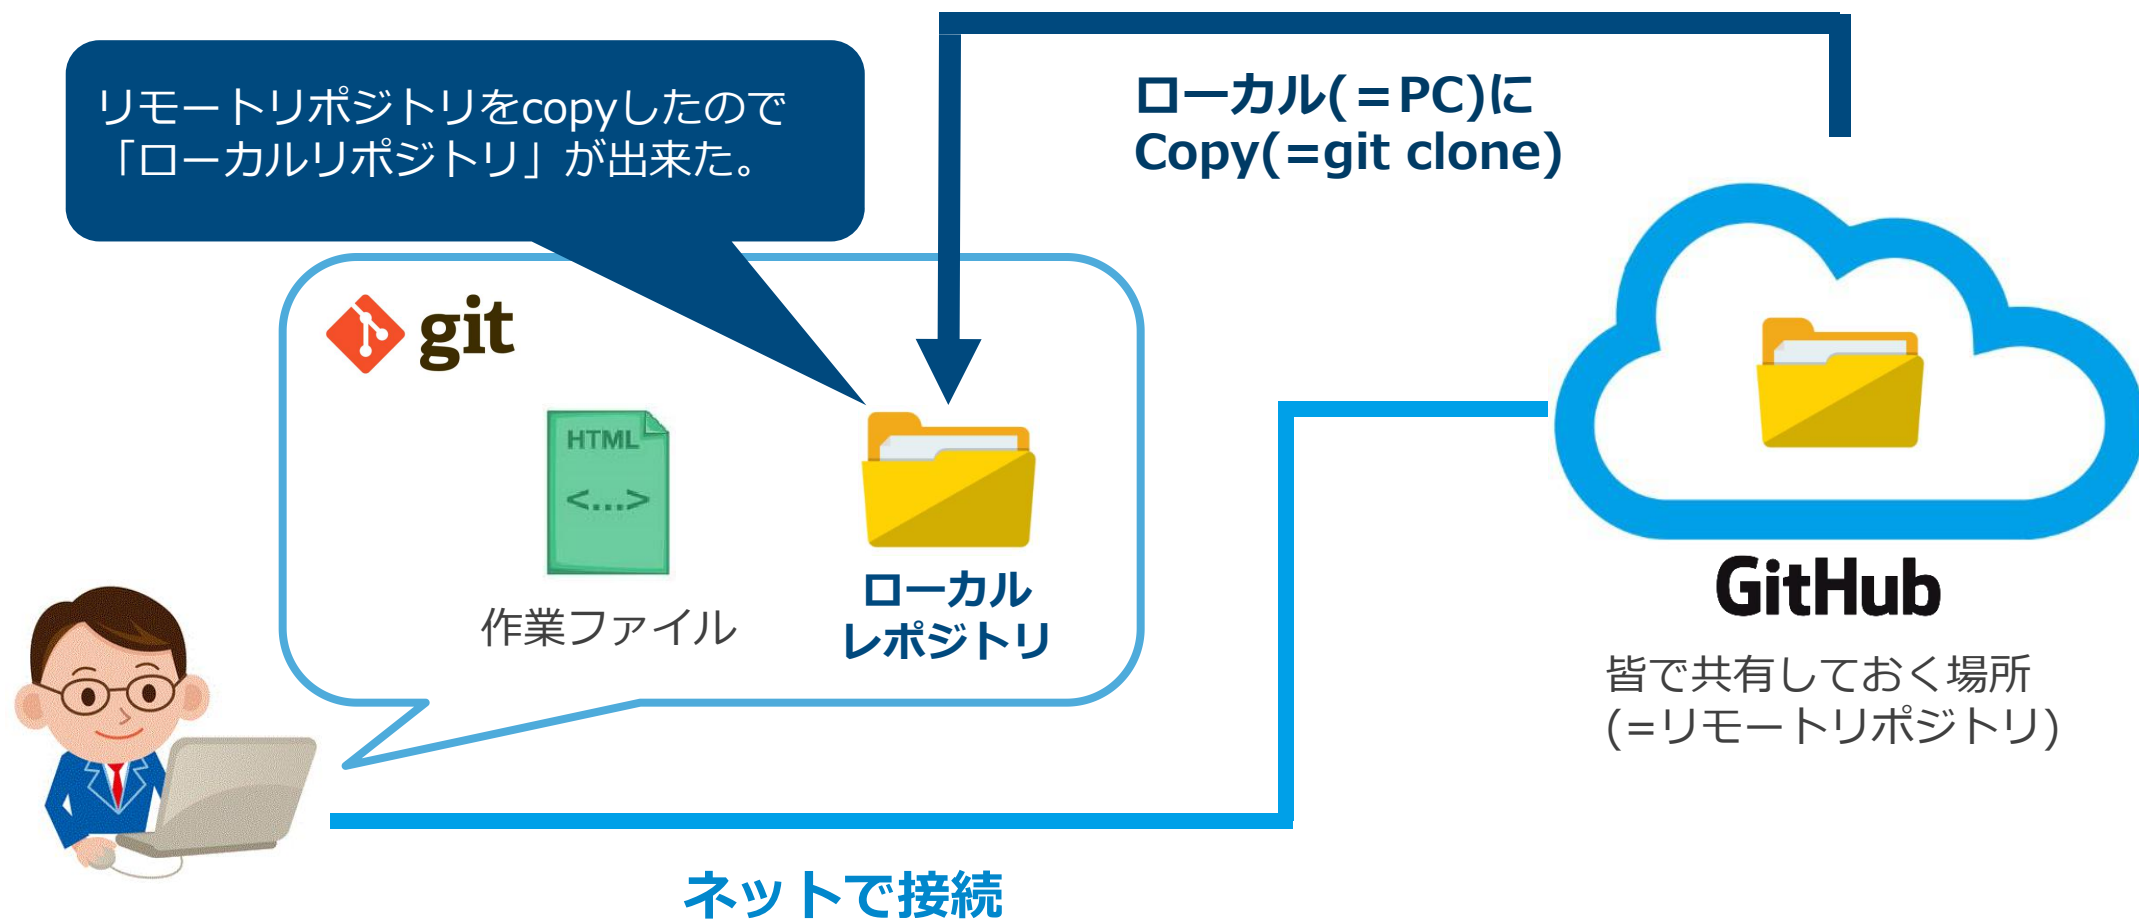 リモートリポジトリをcopyしたので
「ローカルリポジトリ」が出来た。
ローカル(=PC)に
Copy(=git clone)
git
HTML
<...>
作業ファイル
ローカル
レポジトリ
GitHub
皆で共有しておく場所
(=リモートリポジトリ)
ネットで接続